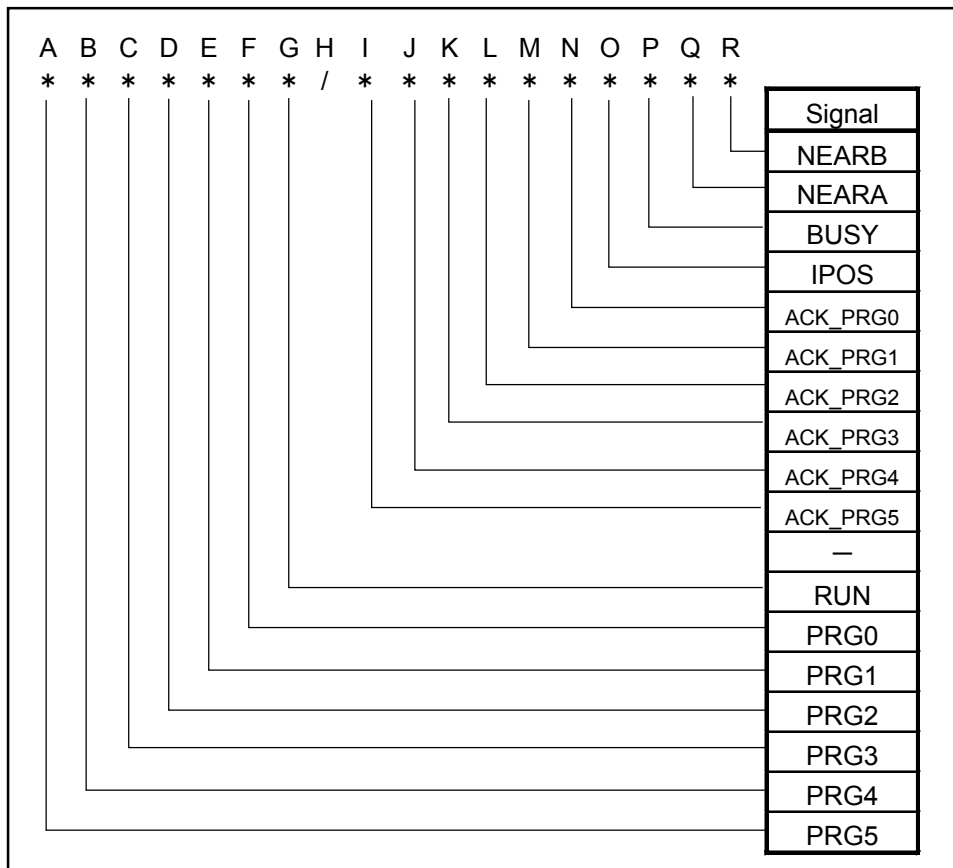 A B C D E F G H I J K L M N O P Q R
* * * * * * * / * * * * * * * * * *
Signal
NEARB
NEARA
BUSY
IPOS
ACK_PRG0
ACK_PRG1
ACK_PRG2
ACK_PRG3
ACK_PRG4
ACK_PRG5
—
RUN
PRG0
PRG1
PRG2
PRG3
PRG4
PRG5